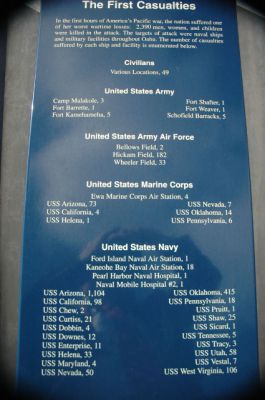 The First Casualties
In the first hours of America's Pacific war, the nation suffered one
of her worst wartime losses: 2,390 men, women, and children
were killed in the attack. The targets of attack were naval ships
and military facilities throughout Oahu. The number of casualties
suffered by each ship and facility is enumerated below.
Civilians
Various Locations, 49
United States Army
Camp Malakole, 3
Fort Barrette, 1
Fort Kamehameha, 5
Fort Shafter, 1
Fort Weaver, 1
Schofield Barracks, 5
United States Army Air Force
Bellows Field, 2
Hickam Field, 182
Wheeler Field, 33
United States Marine Corps
Ewa Marine Corps Air Station, 4
USS Arizona, 73
USS California, 4
USS Helena, 1
USS Nevada, 7
USS Oklahoma, 14
USS Pennsylvania, 6
United States Navy
Ford Island Naval Air Station, 1
Kaneohe Bay Naval Air Station, 18
Pearl Harbor Naval Hospital, 1
Naval Mobile Hospital #2, 1
USS Arizona, 1,104
USS California, 98
USS Chew, 2
USS Curtiss, 21
USS Dobbin, 4
USS Downes, 12
USS Enterprise, 11
USS Helena, 33
USS Maryland, 4
USS Nevada, 50
USS Oklahoma, 415
USS Pennsylvania, 18
USS Pruitt, 1
USS Shaw, 25
USS Sicard, 1
USS Tennessee, 5
USS Tracy, 3
USS Utah, 58
USS Vestal, 7
USS West Virginia, 106